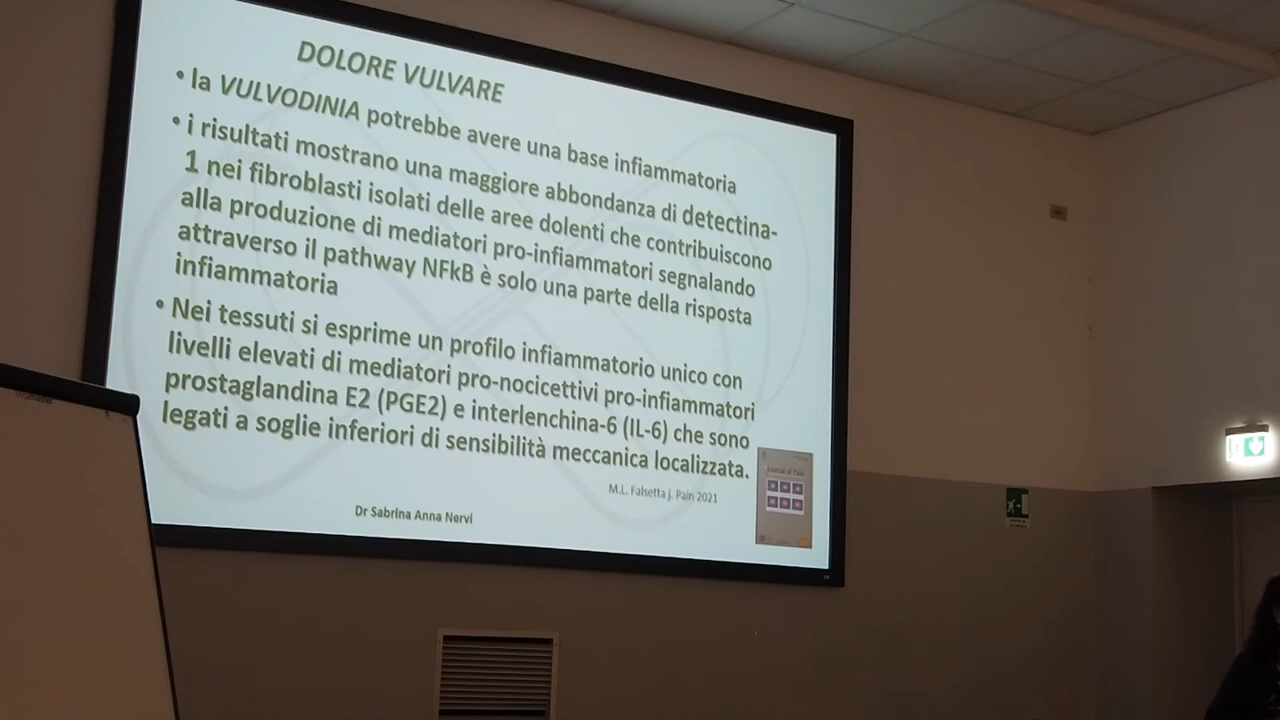 DOLORE VULVARE
• la VULVODINIA potrebbe avere una base infiammatoria
• i risultati mostrano una maggiore abbondanza di detectina-
1 nei fibroblasti isolati delle aree dolenti che contribuiscono
alla produzione di mediatori pro-infiammatori segnalando
attraverso il pathway NFkB è solo una parte della risposta
infiammatoria
• Nei tessuti si esprime un profilo infiammatorio unico con
livelli elevati di mediatori pro-nocicettivi pro-infiammatori
prostaglandina E2 (PGE2) e interlenchina-6 (IL-6) che sono
legati a soglie inferiori di sensibilità meccanica localizzata.
M.L. Falsetta j. Pain 2021
Journal of Pain
Dr Sabrina Anna Nervi